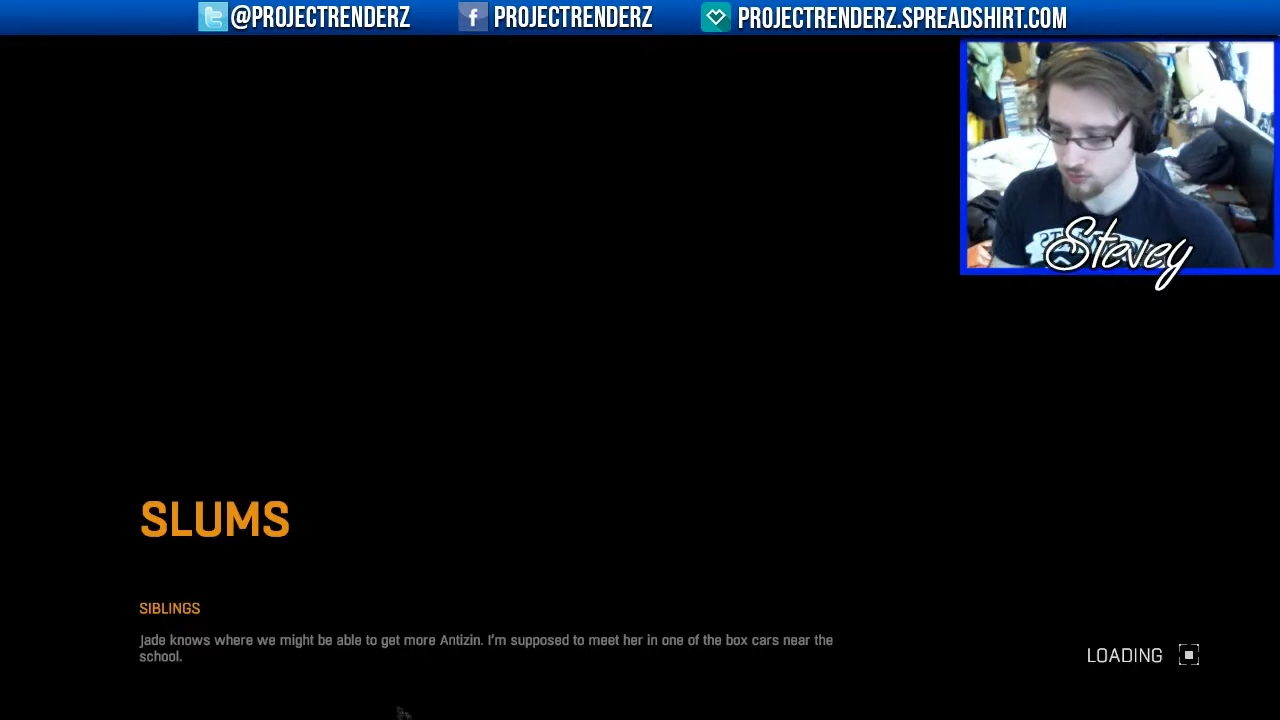 @PROJECTRENDERZ PROJECTRENDERZ PROJECTRENDERZ.SPREADSHIRT.COM
Stevey
SLUMS
SIBLINGS
Jade knows where we might be able to get more Antizin. I'm supposed to meet her in one of the box cars near the
school.
LOADING